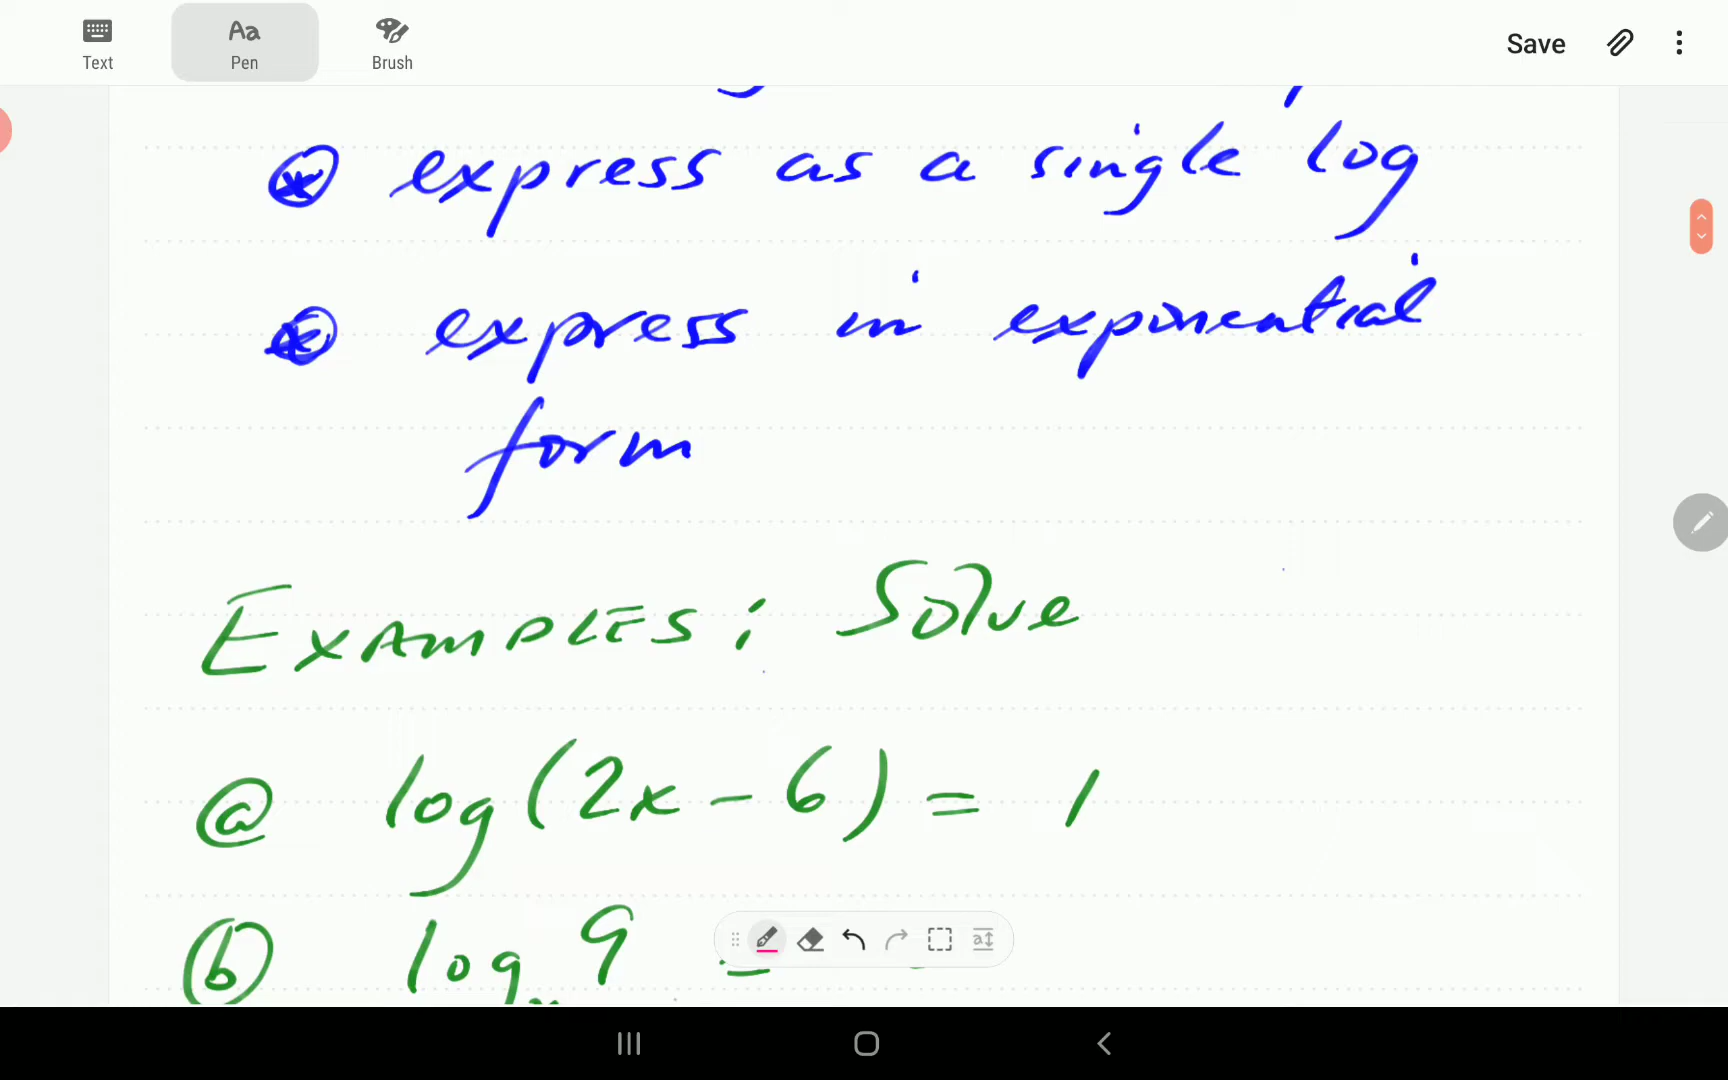 Text Pen Brush Save
express as a single log
express in exponential
form
EXAMPLES: Solve
ⓐ log(2x - 6) = 1
ⓑ logₓ 9 =